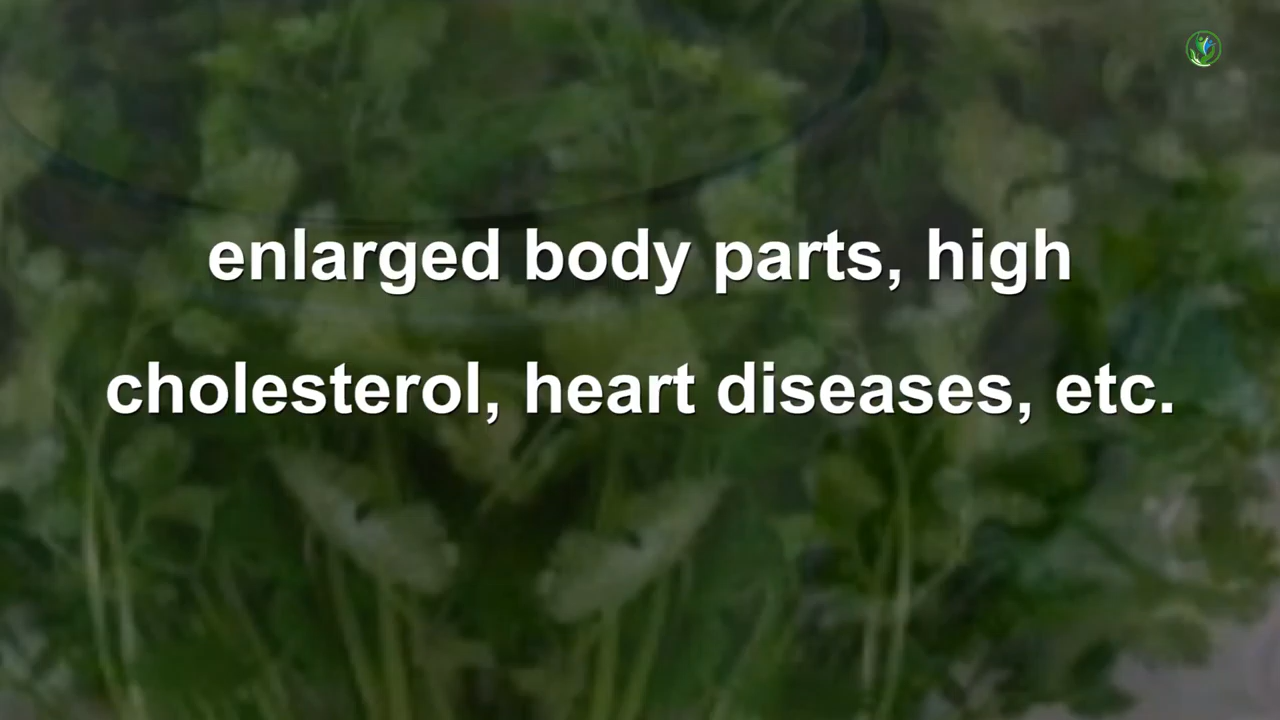 enlarged body parts, high
cholesterol, heart diseases, etc.